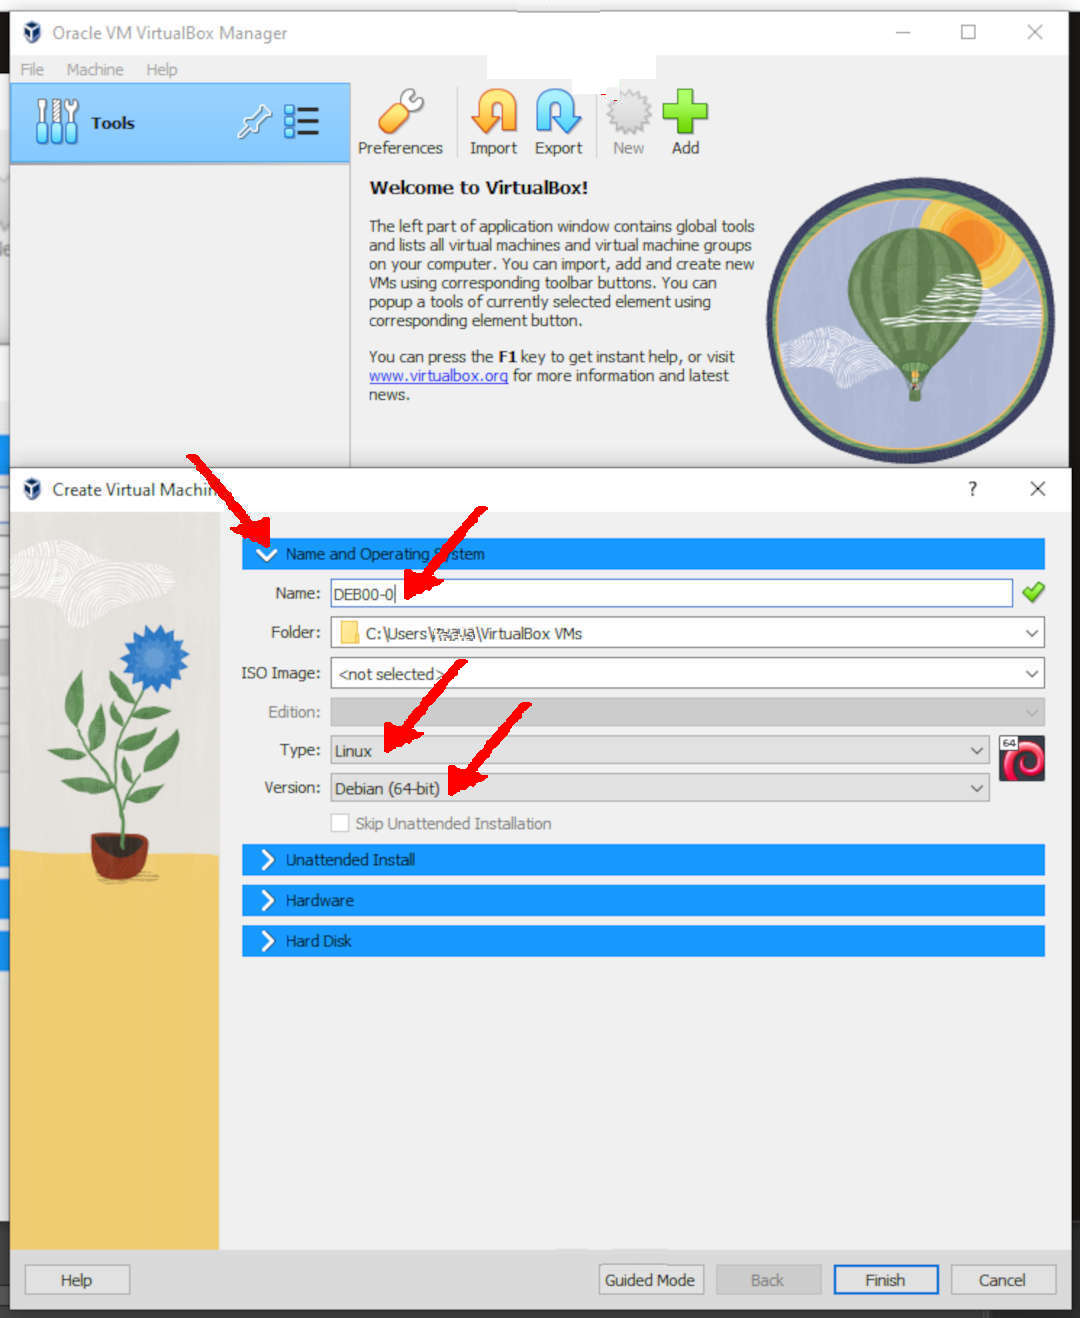 Oracle VM VirtualBox Manager
File Machine Help
Tools
Preferences Import Export New Add
Welcome to VirtualBox!
The left part of application window contains global tools
and lists all virtual machines and virtual machine groups
on your computer. You can import, add and create new
VMs using corresponding toolbar buttons. You can
popup a tools of currently selected element using
corresponding element button.
You can press the F1 key to get instant help, or visit
www.virtualbox.org for more information and latest
news.
Create Virtual Machine
?
Name and Operating System
Name: DEB00-0
Folder: C:\Users\ \VirtualBox VMs
ISO Image: <not selected>
Edition:
Type: Linux
64
Version: Debian (64-bit)
Skip Unattended Installation
Unattended Install
Hardware
Hard Disk
Help Guided Mode Back Finish Cancel